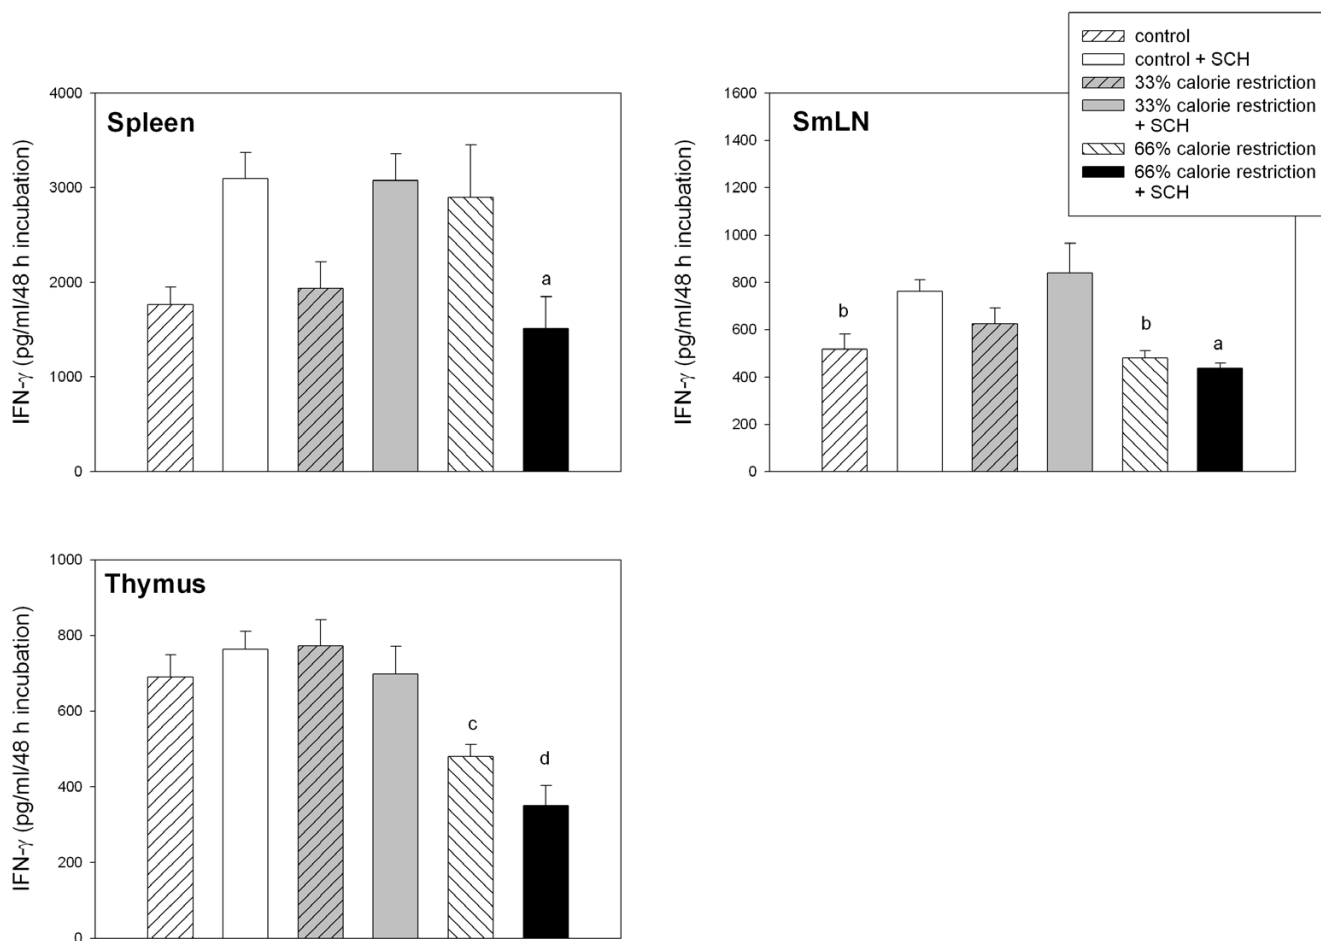 control
control + SCH
33% calorie restriction
33% calorie restriction
+ SCH
66% calorie restriction
66% calorie restriction
+ SCH
Spleen
IFN-γ (pg/ml/48 h incubation)
4000
3000
2000
1000
0
a
SmLN
IFN-γ (pg/ml/48 h incubation)
1600
1400
1200
1000
800
600
400
200
0
b
b
a
Thymus
IFN-γ (pg/ml/48 h incubation)
1000
800
600
400
200
0
c
d